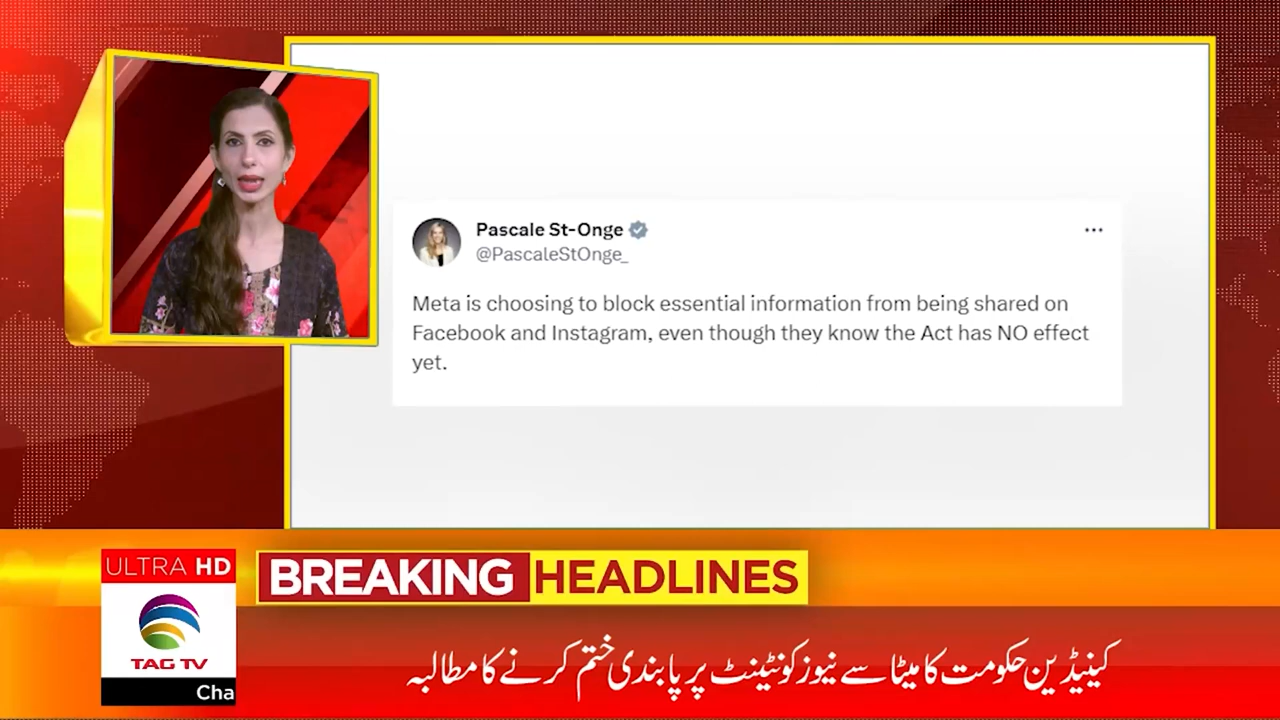 Pascale St-Onge
@PascaleStOnge_
Meta is choosing to block essential information from being shared on
Facebook and Instagram, even though they know the Act has NO effect
yet.
ULTRA HD
BREAKING HEADLINES
TAG TV
کینیڈین حکومت کا میٹا سے نیوز کونٹینٹ پر پابندی ختم کرنے کا مطالبہ
Cha